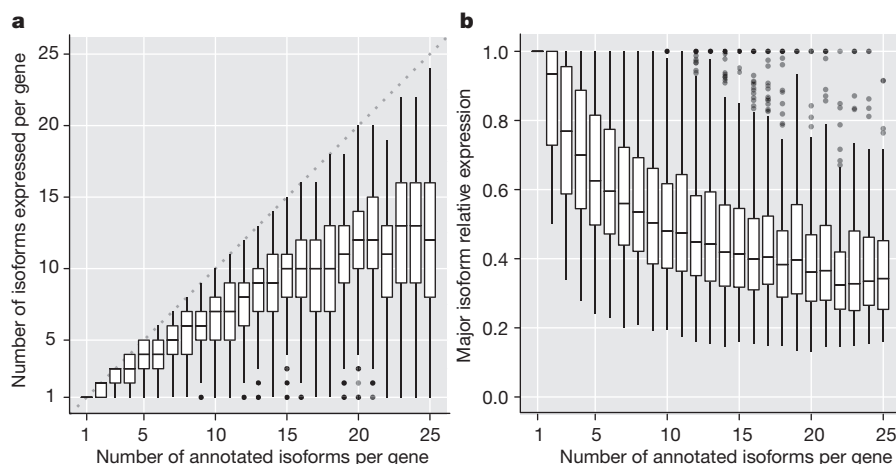 a
Number of isoforms expressed per gene
25
20
15
10
5
1
1 5 10 15 20 25
Number of annotated isoforms per gene
b
Major isoform relative expression
1.0
0.8
0.6
0.4
0.2
0.0
1 5 10 15 20 25
Number of annotated isoforms per gene